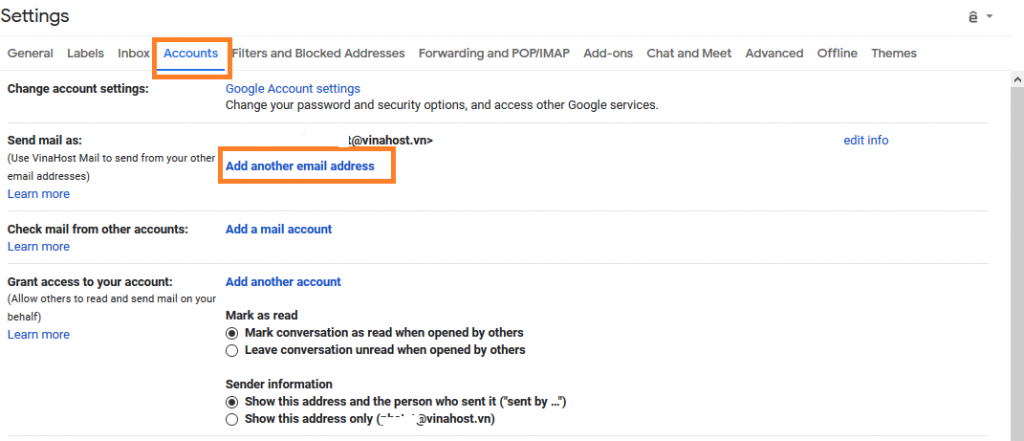 Settings
General Labels Inbox Accounts Filters and Blocked Addresses Forwarding and POP/IMAP Add-ons Chat and Meet Advanced Offline Themes
Change account settings: Google Account settings
Change your password and security options, and access other Google services.
Send mail as: @vinahost.vn> edit info
(Use VinaHost Mail to send from your other
email addresses)
Add another email address
Learn more
Check mail from other accounts: Add a mail account
Learn more
Grant access to your account: Add another account
(Allow others to read and send mail on your
behalf)
Learn more
Mark as read
Mark conversation as read when opened by others
Leave conversation unread when opened by others
Sender information
Show this address and the person who sent it ("sent by ...")
Show this address only (@vinahost.vn)